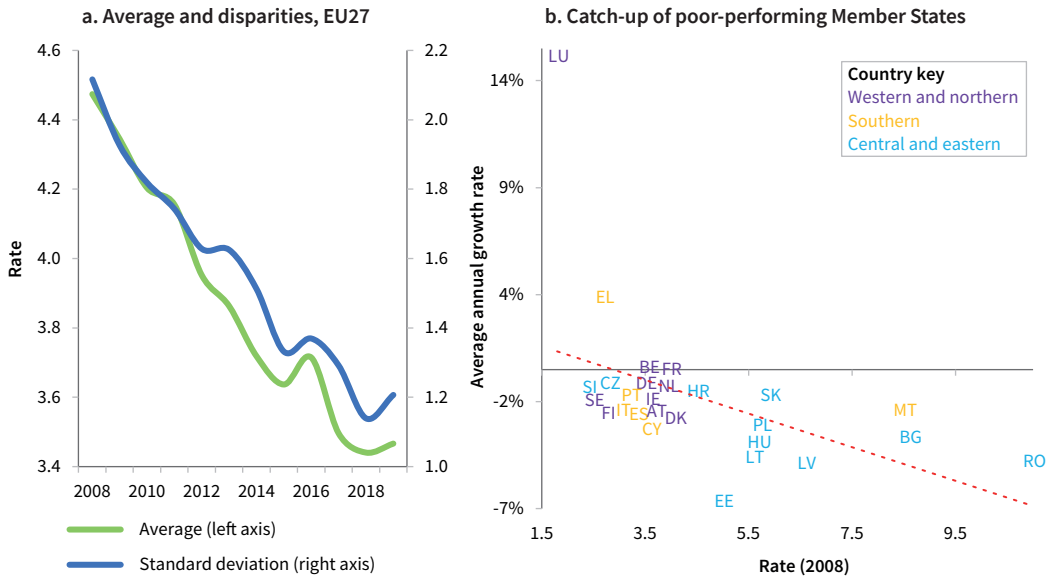 a. Average and disparities, EU27
4.6
4.4
4.2
4.0
3.8
3.6
3.4
Rate
2.2
2.0
1.8
1.6
1.4
1.2
1.0
2008 2010 2012 2014 2016 2018
Average (left axis)
Standard deviation (right axis)
b. Catch-up of poor-performing Member States
Average annual growth rate
14%
9%
4%
-2%
-7%
Country key
Western and northern
Southern
Central and eastern
LU
EL
BE FR
SI CZ DE NL HR
SE PT IE SK
FI IT ES AT DK MT
CY PL BG
HU
LT LV RO
EE
1.5 3.5 5.5 7.5 9.5
Rate (2008)